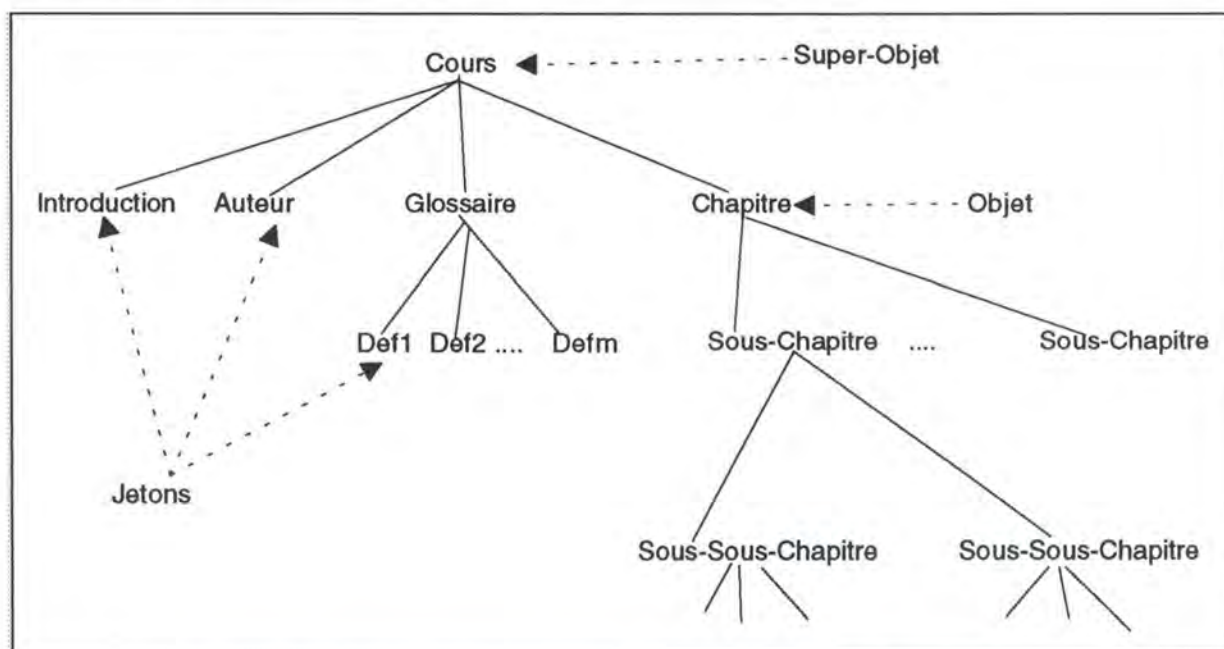 Cours
Super-Objet
Introduction Auteur Glossaire Chapitre Objet
Def1 Def2 .... Defm Sous-Chapitre .... Sous-Chapitre
Jetons
Sous-Sous-Chapitre Sous-Sous-Chapitre